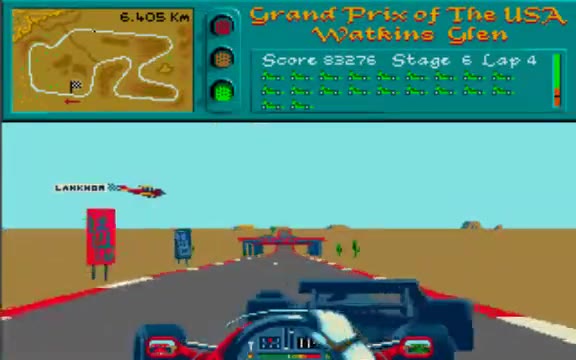 6.405 Km
Grand Prix of The USA
Watkins Glen
Score 83276 Stage 6 Lap 4
LANKHOR